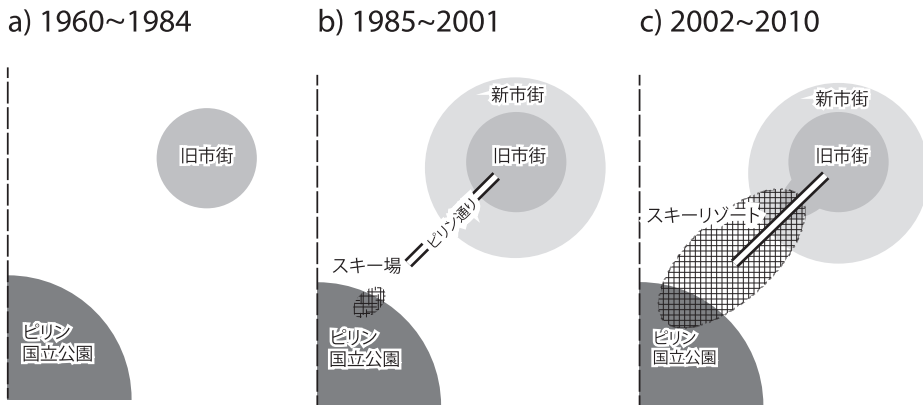 a) 1960~1984
旧市街
ピリン
国立公園
b) 1985~2001
新市街
旧市街
ピリン通り
スキー場
ピリン
国立公園
c) 2002~2010
新市街
旧市街
スキーリゾート
ピリン
国立公園